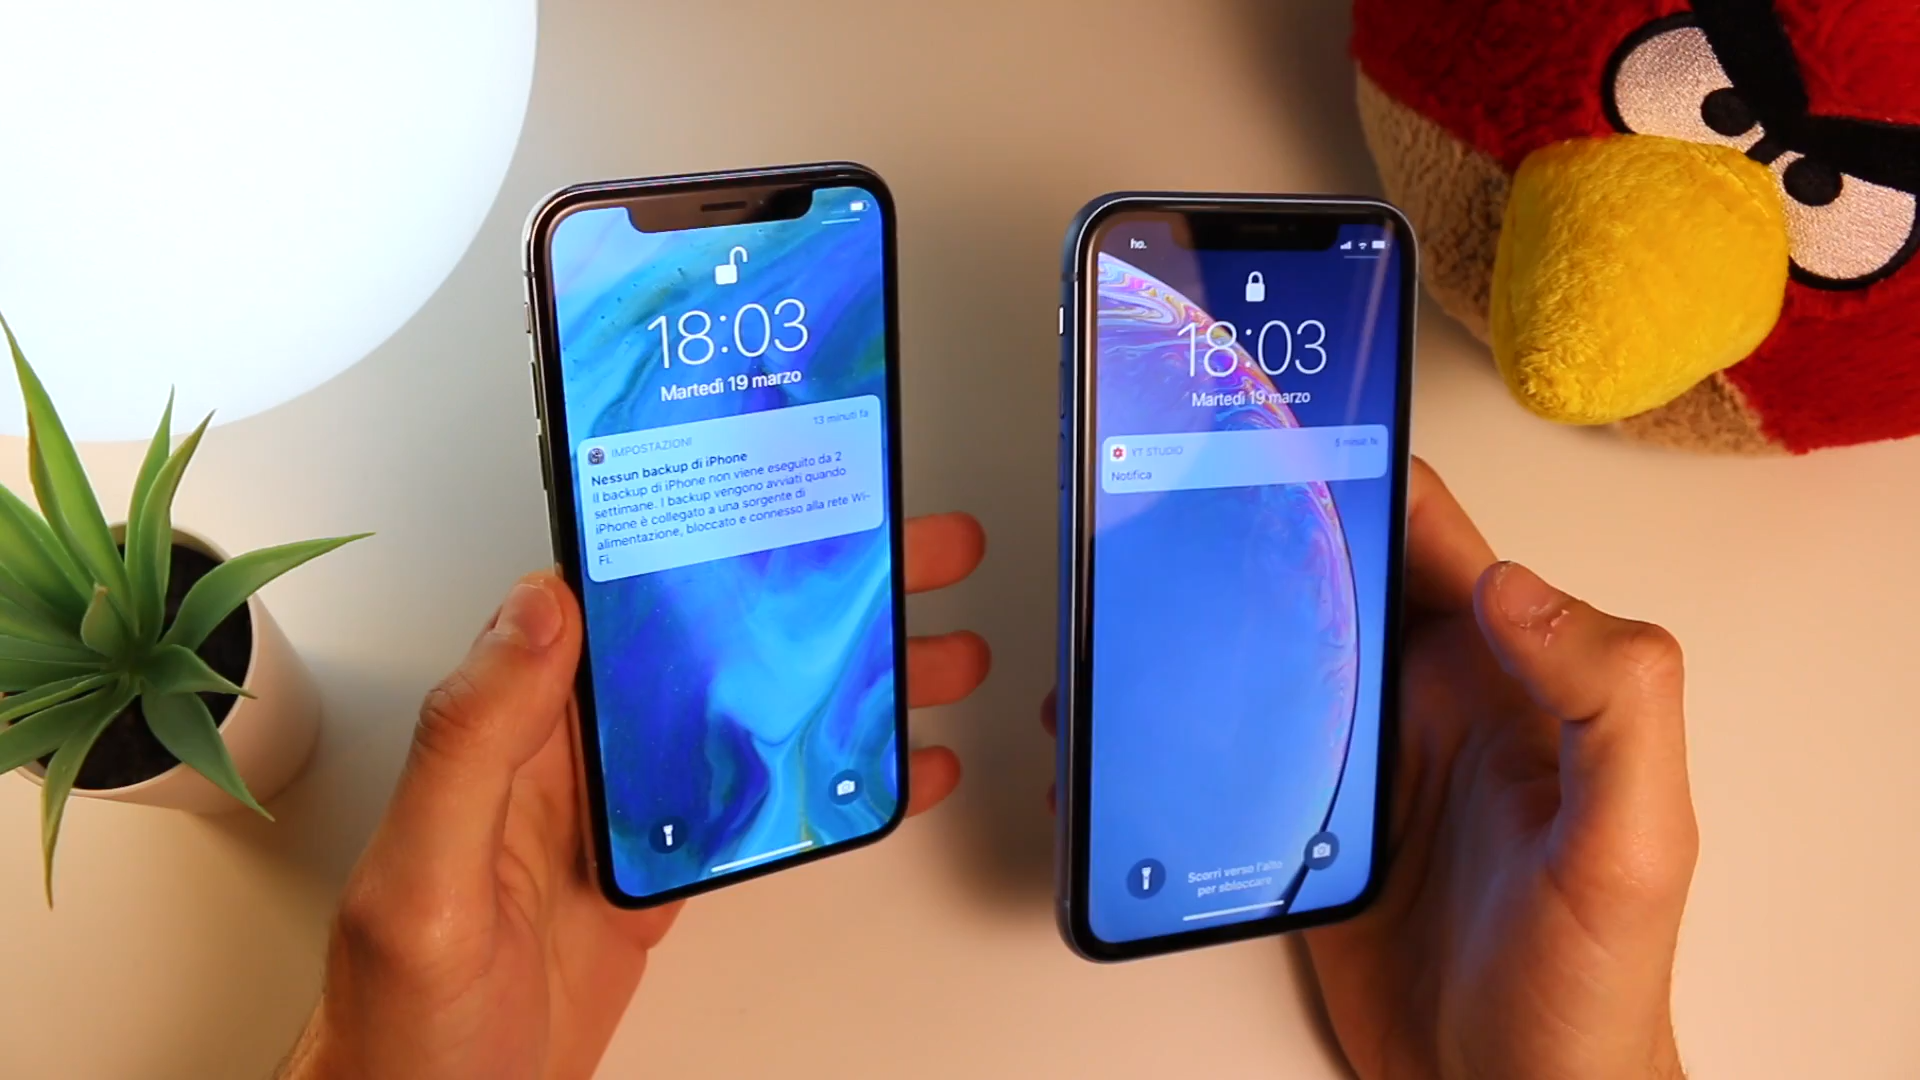 18:03
Martedì 19 marzo
IMPOSTAZIONI
13 minuti fa
Nessun backup di iPhone
Il backup di iPhone non viene eseguito da 2
settimane. I backup vengono avviati quando
iPhone è collegato a una sorgente di
alimentazione, bloccato e connesso alla rete Wi-
Fi.
ho.
18:03
Martedì 19 marzo
YT STUDIO
5 minuti fa
Notifica
Scorri verso l'alto
per sbloccare